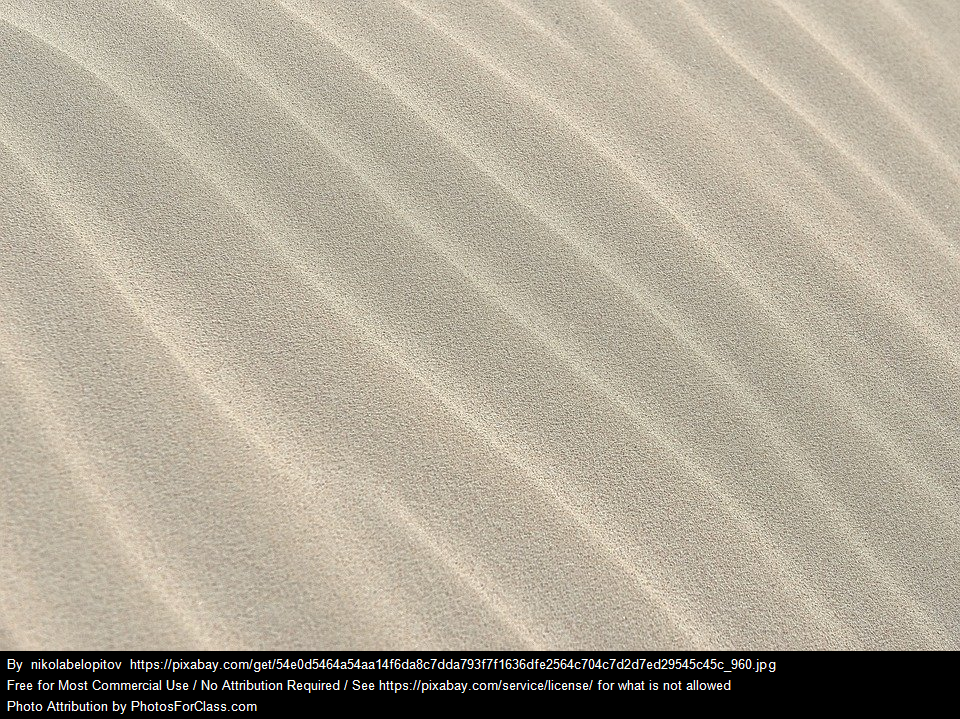 By nikolabelopitov https://pixabay.com/get/54e0d5464a54aa14f6da8c7dda793f7f1636dfe2564c704c7d2d7ed29545c45c_960.jpg
Free for Most Commercial Use / No Attribution Required / See https://pixabay.com/service/license/ for what is not allowed
Photo Attribution by PhotosForClass.com